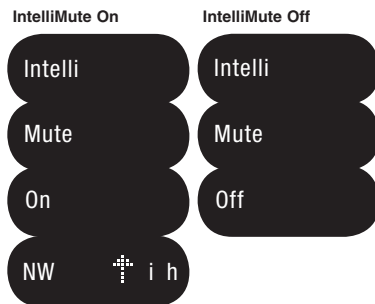 IntelliMute On
Intelli
Mute
On
NW ↑ i h
IntelliMute Off
Intelli
Mute
Off